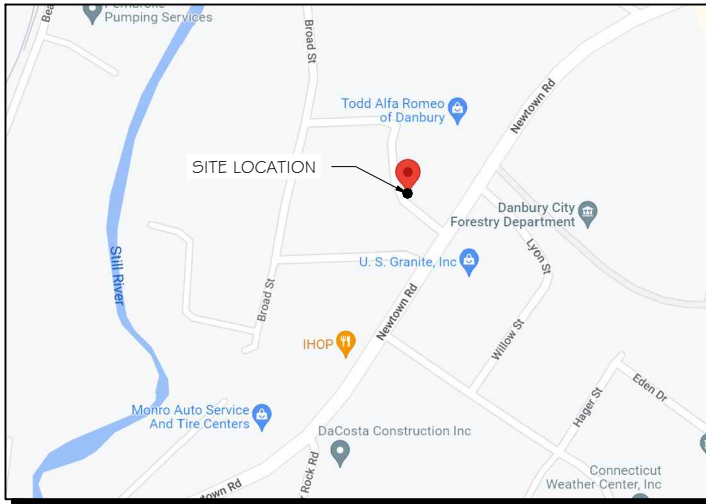 Pumping Services
Broad St
Newtown Rd
Todd Alfa Romeo
of Danbury
SITE LOCATION
Danbury City
Forestry Department
Lyon St
Still River
U. S. Granite, Inc
Broad St
Newtown Rd
Willow St
IHOP
Eden Dr
Hager St
Monro Auto Service
And Tire Centers
DaCosta Construction Inc
Rock Rd
Connecticut
Weather Center, Inc
Rd